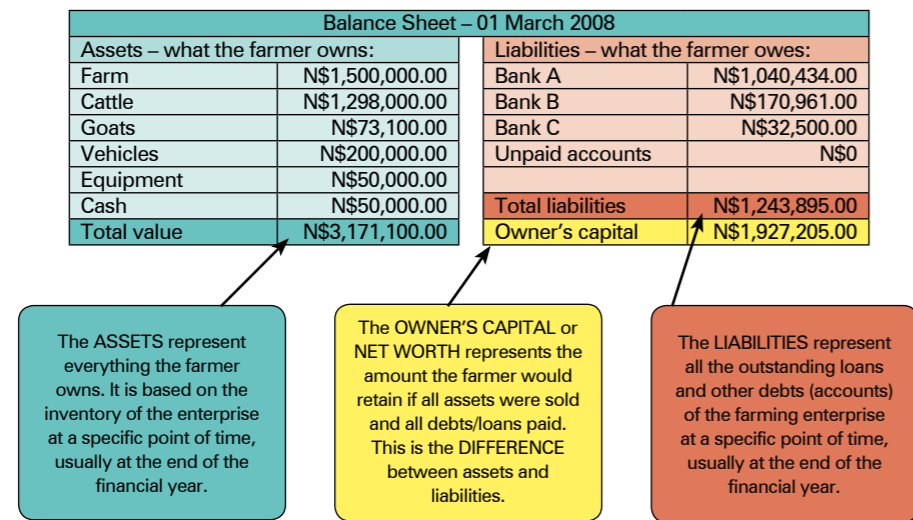 Balance Sheet – 01 March 2008
Assets – what the farmer owns:
Farm N$1,500,000.00
Cattle N$1,298,000.00
Goats N$73,100.00
Vehicles N$200,000.00
Equipment N$50,000.00
Cash N$50,000.00
Total value N$3,171,100.00
Liabilities – what the farmer owes:
Bank A N$1,040,434.00
Bank B N$170,961.00
Bank C N$32,500.00
Unpaid accounts N$0
Total liabilities N$1,243,895.00
Owner's capital N$1,927,205.00
The ASSETS represent
everything the farmer
owns. It is based on the
inventory of the enterprise
at a specific point of time,
usually at the end of the
financial year.
The OWNER'S CAPITAL or
NET WORTH represents the
amount the farmer would
retain if all assets were sold
and all debts/loans paid.
This is the DIFFERENCE
between assets and
liabilities.
The LIABILITIES represent
all the outstanding loans
and other debts (accounts)
of the farming enterprise
at a specific point of time,
usually at the end of the
financial year.